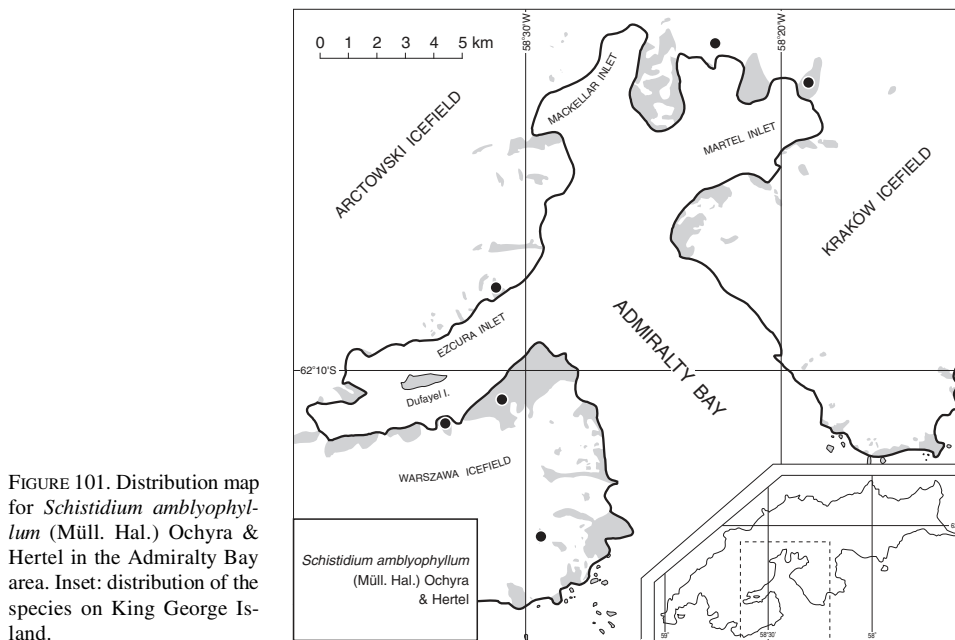 0 1 2 3 4 5 km
58°30'W
58°20'W
MACKELLAR INLET
MARTEL INLET
ARCTOWSKI ICEFIELD
KRAKÓW ICEFIELD
EZCURA INLET
ADMIRALTY BAY
62°10'S
Dufayel I.
WARSZAWA ICEFIELD
Schistidium amblyophyllum
(Müll. Hal.) Ochyra
& Hertel
59°
58°30'
58°
FIGURE 101. Distribution map
for Schistidium amblyophyl-
lum (Müll. Hal.) Ochyra &
Hertel in the Admiralty Bay
area. Inset: distribution of the
species on King George Is-
land.